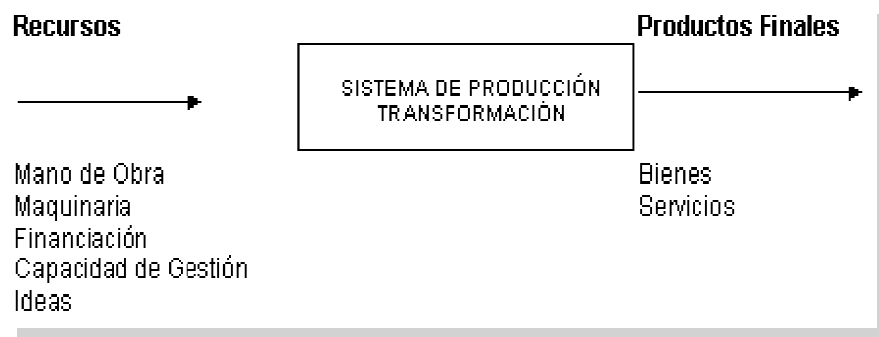 Recursos
Productos Finales
SISTEMA DE PRODUCCIÓN
TRANSFORMACIÓN
Mano de Obra
Maquinaria
Financiación
Capacidad de Gestión
Ideas
Bienes
Servicios